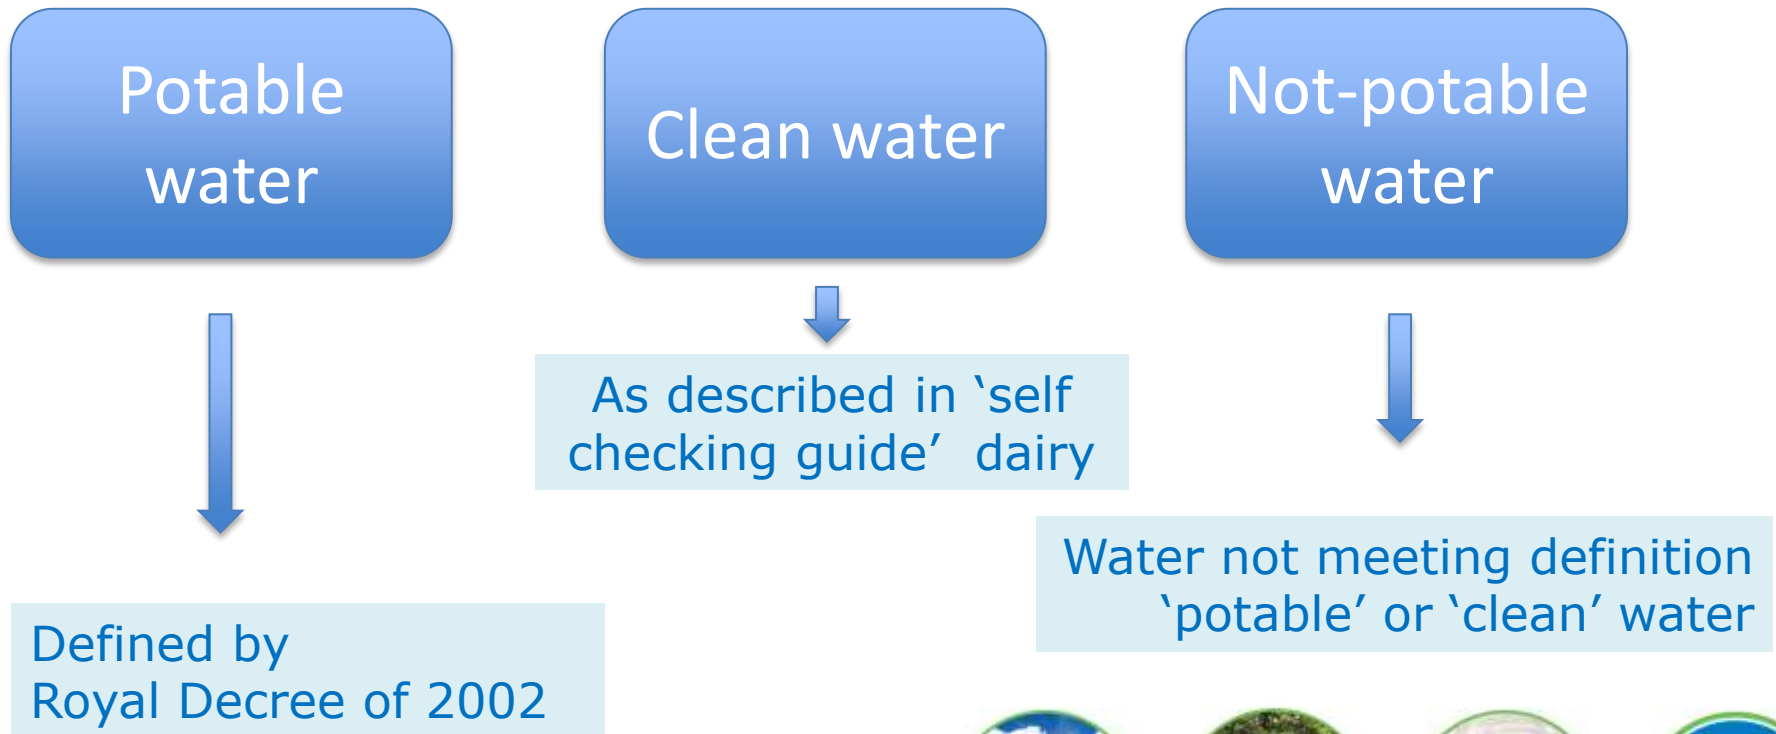 Potable
water
Clean water
Not-potable
water
As described in ‘self
checking guide’  dairy
Water not meeting definition
‘potable’ or ‘clean’ water
Defined by
Royal Decree of 2002